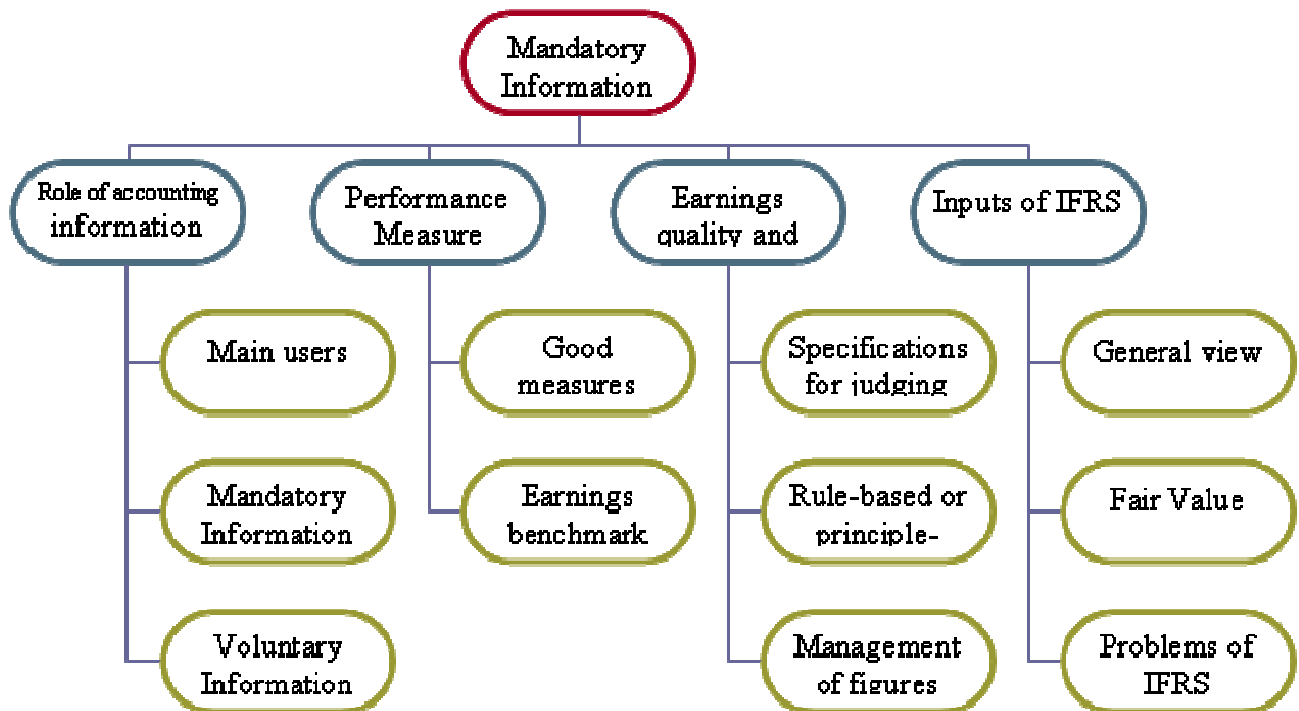 Mandatory
Information
Role of accounting
information
Performance
Measure
Earnings
quality and
Inputs of IFRS
Main users
Good
measures
Specifications
for judging
General view
Mandatory
Information
Earnings
benchmark
Rule-based or
principle-
Fair Value
Voluntary
Information
Management
of figures
Problems of
IFRS